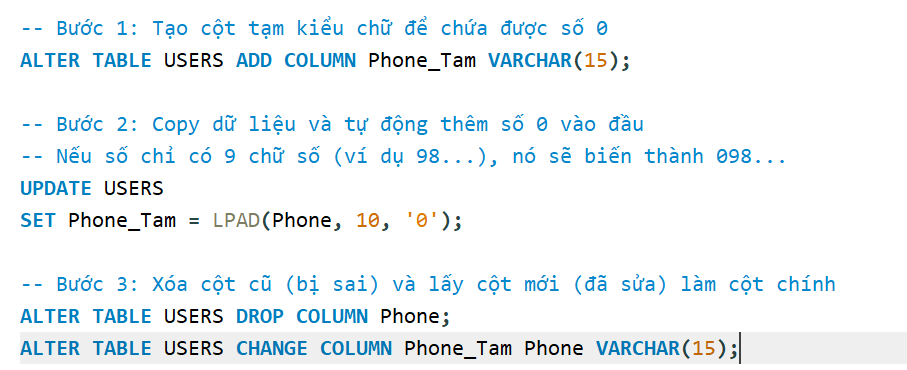 -- Bước 1: Tạo cột tạm kiểu chữ để chứa được số 0
ALTER TABLE USERS ADD COLUMN Phone_Tam VARCHAR(15);
-- Bước 2: Copy dữ liệu và tự động thêm số 0 vào đầu
-- Nếu số chỉ có 9 chữ số (ví dụ 98...), nó sẽ biến thành 098...
UPDATE USERS
SET Phone_Tam = LPAD(Phone, 10, '0');
-- Bước 3: Xóa cột cũ (bị sai) và lấy cột mới (đã sửa) làm cột chính
ALTER TABLE USERS DROP COLUMN Phone;
ALTER TABLE USERS CHANGE COLUMN Phone_Tam Phone VARCHAR(15);